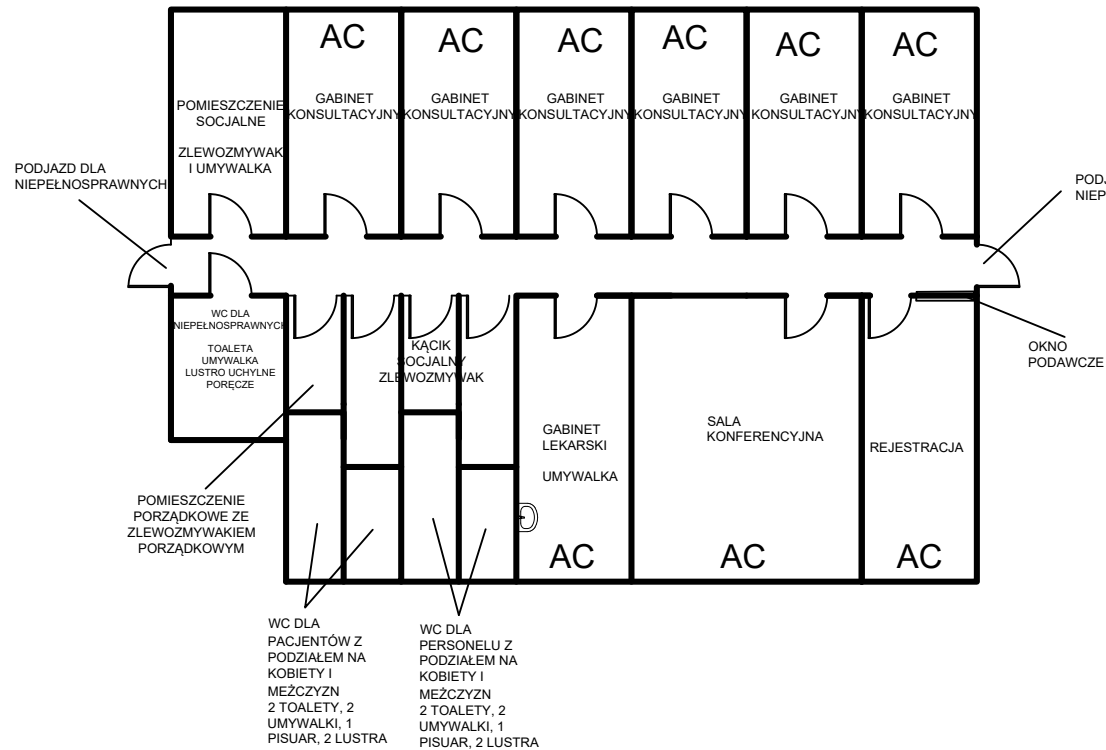 AC
AC
AC
AC
AC
AC
POMIESZCZENIE
SOCJALNE
ZLEWOZMYWAK
I UMYWALKA
GABINET
KONSULTACYJNY
GABINET
KONSULTACYJNY
GABINET
KONSULTACYJNY
GABINET
KONSULTACYJNY
GABINET
KONSULTACYJNY
GABINET
KONSULTACYJNY
PODJAZD DLA
NIEPEŁNOSPRAWNYCH
WC DLA
NIEPEŁNOSPRAWNYCH
TOALETA
UMYWALKA
LUSTRO UCHYLNE
PORĘCZE
KĄCIK
SOCJALNY
ZLEWOZMYWAK
OKNO
PODAWCZE
GABINET
LEKARSKI
UMYWALKA
SALA
KONFERENCYJNA
REJESTRACJA
POMIESZCZENIE
PORZĄDKOWE ZE
ZLEWOZMYWAKIEM
PORZĄDKOWYM
AC
AC
AC
WC DLA
PACJENTÓW Z
PODZIAŁEM NA
KOBIETY I
MEŻCZYZN
2 TOALETY, 2
UMYWALKI, 1
PISUAR, 2 LUSTRA
WC DLA
PERSONELU Z
PODZIAŁEM NA
KOBIETY I
MEŻCZYZN
2 TOALETY, 2
UMYWALKI, 1
PISUAR, 2 LUSTRA